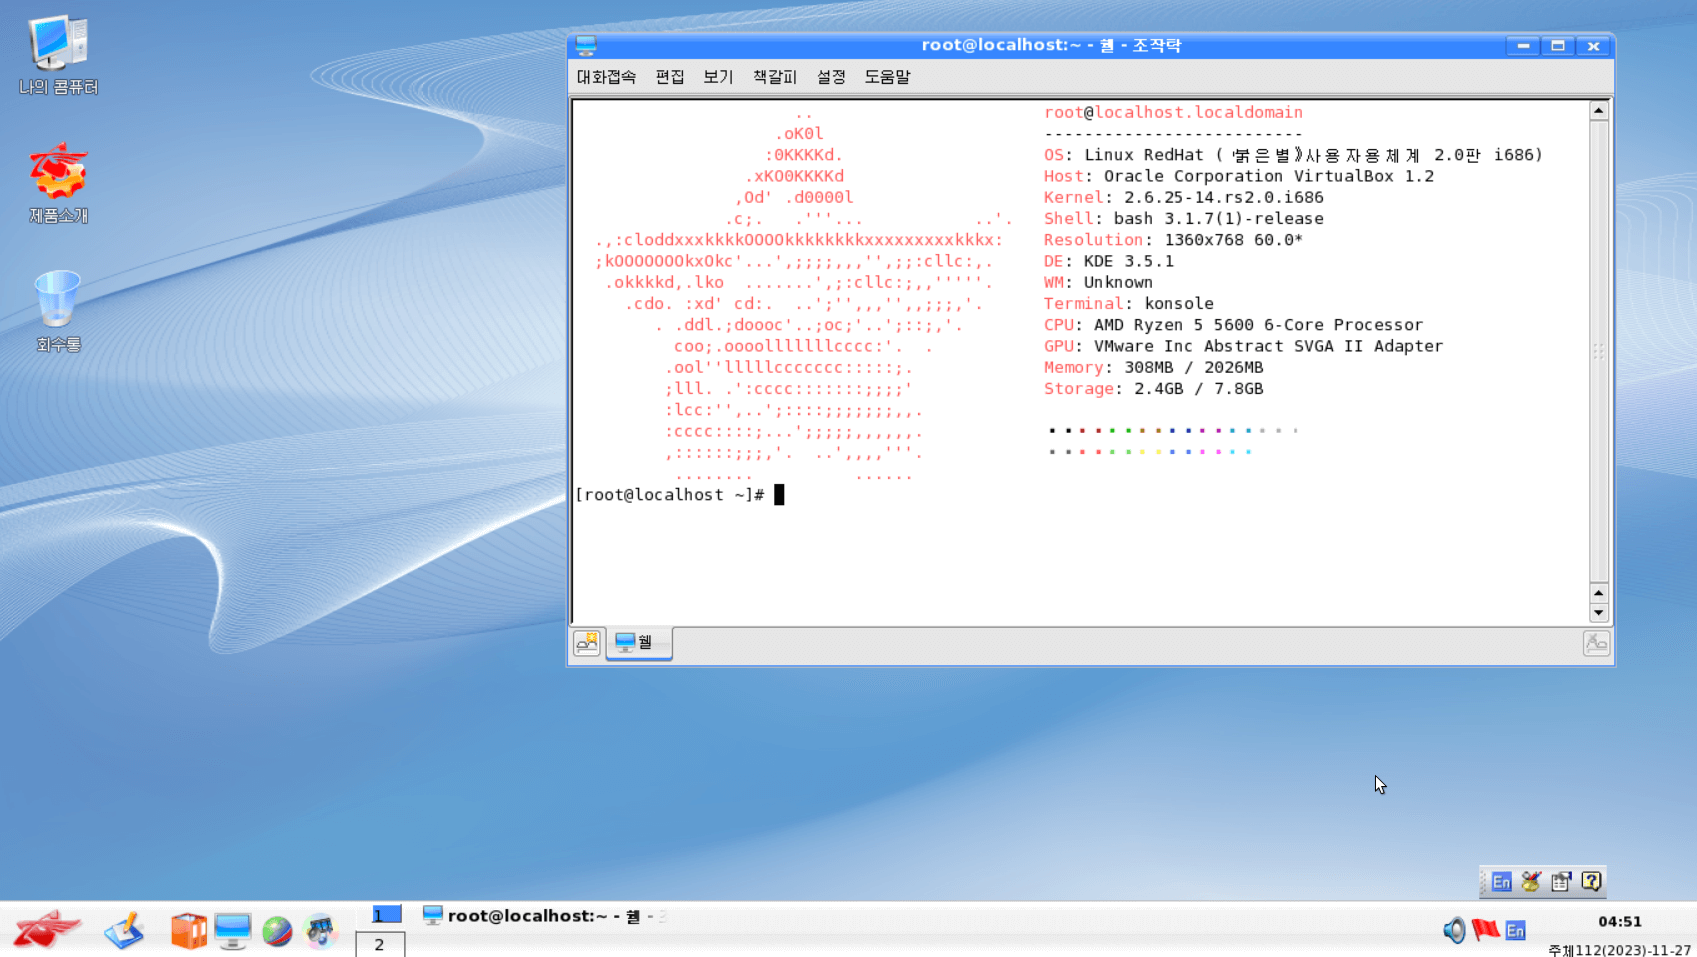 나의 콤퓨터
제품소개
회수통
root@localhost:~ - 쉘 - 조작탁
대화접속 편집 보기 책갈피 설정 도움말
root@localhost.localdomain
--------------------------
OS: Linux RedHat (《붉은별》사용자용체계 2.0판 i686)
Host: Oracle Corporation VirtualBox 1.2
Kernel: 2.6.25-14.rs2.0.i686
Shell: bash 3.1.7(1)-release
Resolution: 1360x768 60.0*
DE: KDE 3.5.1
WM: Unknown
Terminal: konsole
CPU: AMD Ryzen 5 5600 6-Core Processor
GPU: VMware Inc Abstract SVGA II Adapter
Memory: 308MB / 2026MB
Storage: 2.4GB / 7.8GB
[root@localhost ~]#
쉘
En
1
2
root@localhost:~ - 쉘 -
En
04:51
주체112(2023)-11-27